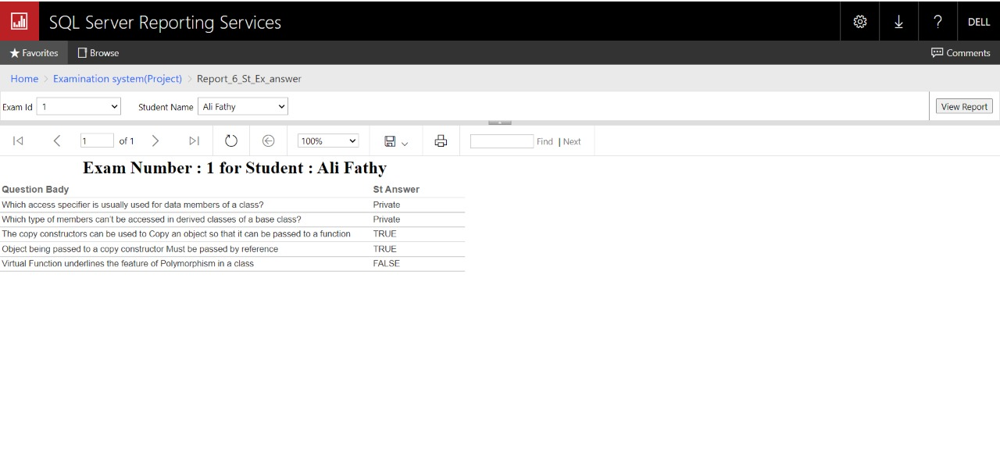 SQL Server Reporting Services
? DELL
Favorites Browse Comments
Home > Examination system(Project) > Report_6_St_Ex_answer
Exam Id 1 Student Name Ali Fathy View Report
1 of 1 100% Find | Next
Exam Number : 1 for Student : Ali Fathy
Question Bady St Answer
Which access specifier is usually used for data members of a class? Private
Which type of members can't be accessed in derived classes of a base class? Private
The copy constructors can be used to Copy an object so that it can be passed to a function TRUE
Object being passed to a copy constructor Must be passed by reference TRUE
Virtual Function underlines the feature of Polymorphism in a class FALSE